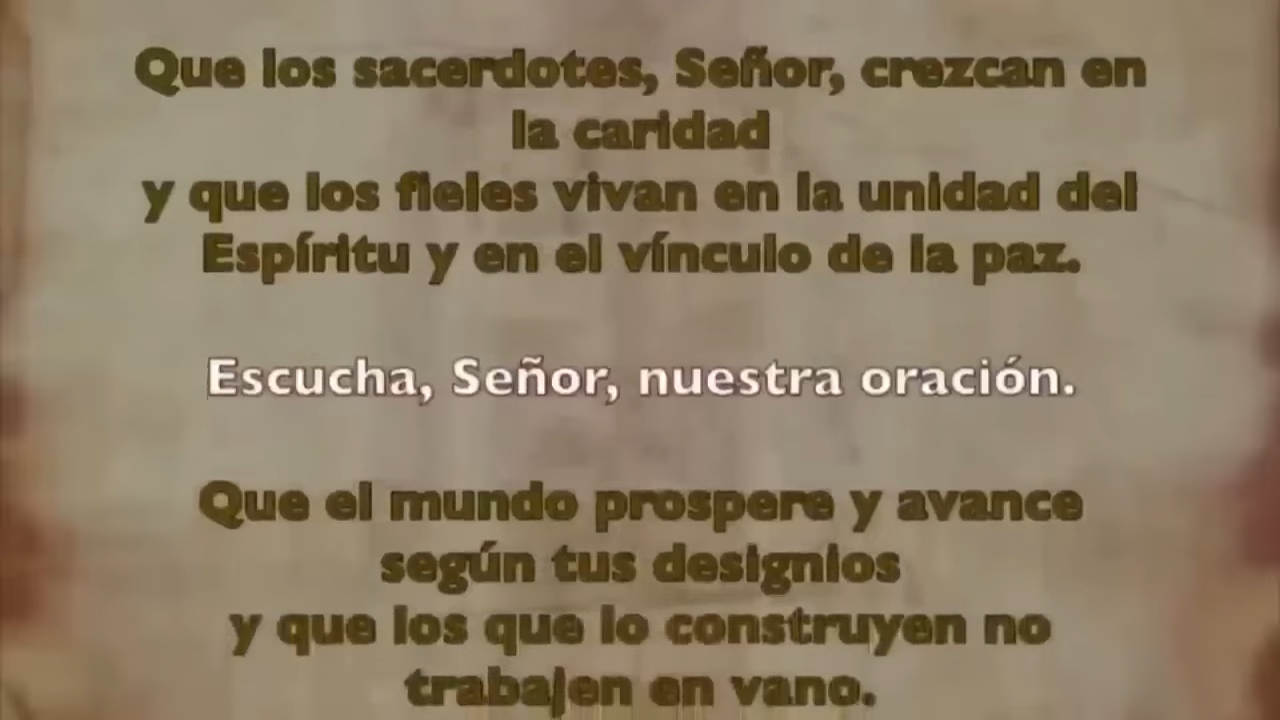 Que los sacerdotes, Señor, crezcan en
la caridad
y que los fieles vivan en la unidad del
Espíritu y en el vínculo de la paz.
Escucha, Señor, nuestra oración.
Que el mundo prospere y avance
según tus designios
y que los que lo construyen no
trabajen en vano.